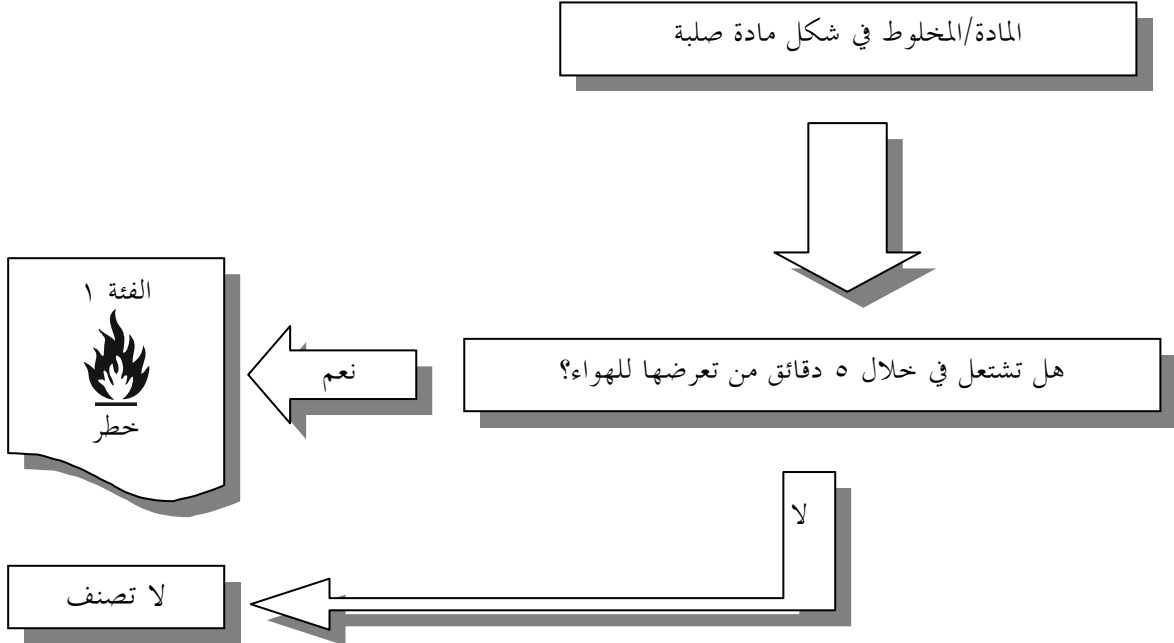 المادة/المخلوط في شكل مادة صلبة
هل تشتعل في خلال ٥ دقائق من تعرضها للهواء؟
نعم
الفئة ١
خطر
لا
لا تصنف